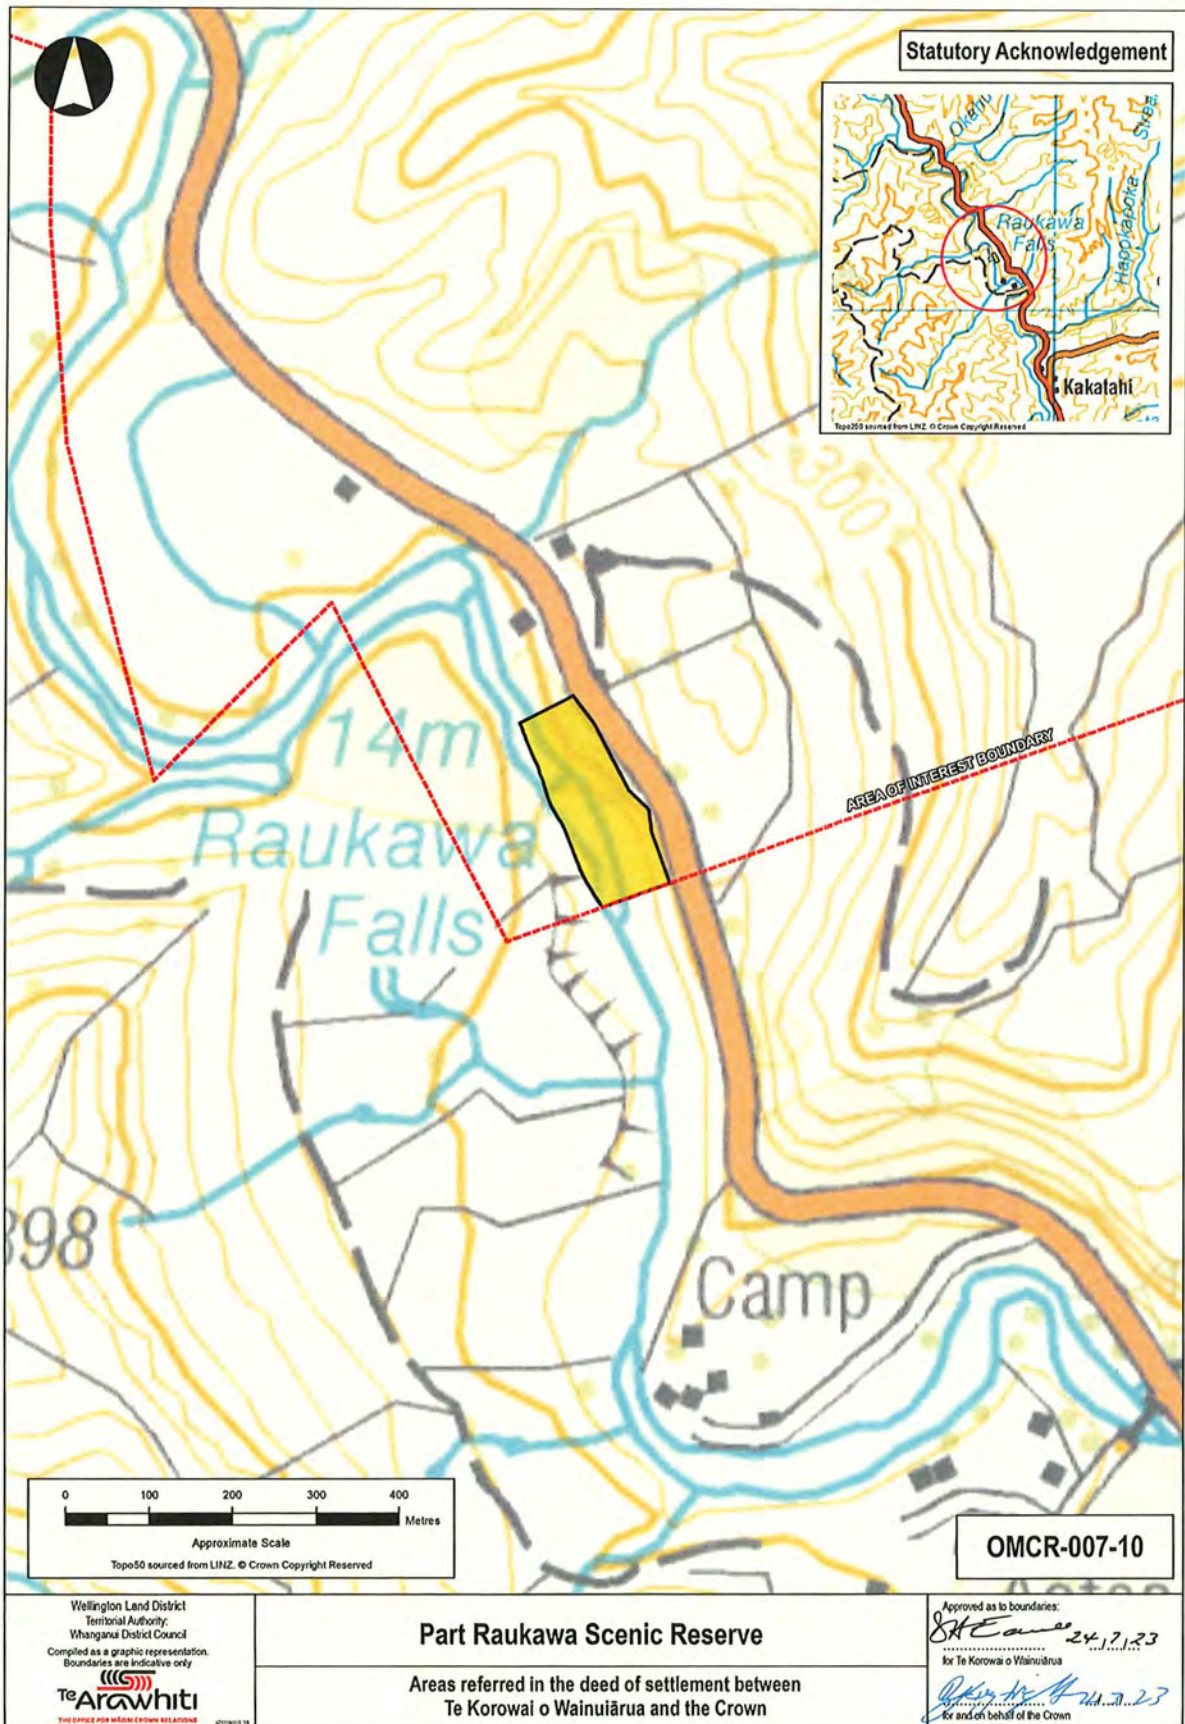 Statutory Acknowledgement
Raukawa
Falls
Hapokapoka
Kakatahi
Topo250 sourced from LINZ. © Crown Copyright Reserved
300
14m
AREA OF INTEREST BOUNDARY
Raukawa
Falls
398
Camp
0 100 200 300 400
Metres
Approximate Scale
Topo50 sourced from LINZ. © Crown Copyright Reserved
OMCR-007-10
Wellington Land District
Territorial Authority:
Whanganui District Council
Compiled as a graphic representation.
Boundaries are indicative only
Te Arawhiti
THE OFFICE FOR MĀORI CROWN RELATIONS
Part Raukawa Scenic Reserve
Areas referred in the deed of settlement between
Te Korowai o Wainuiārua and the Crown
Approved as to boundaries:
24/7/23
for Te Korowai o Wainuiārua
for and on behalf of the Crown